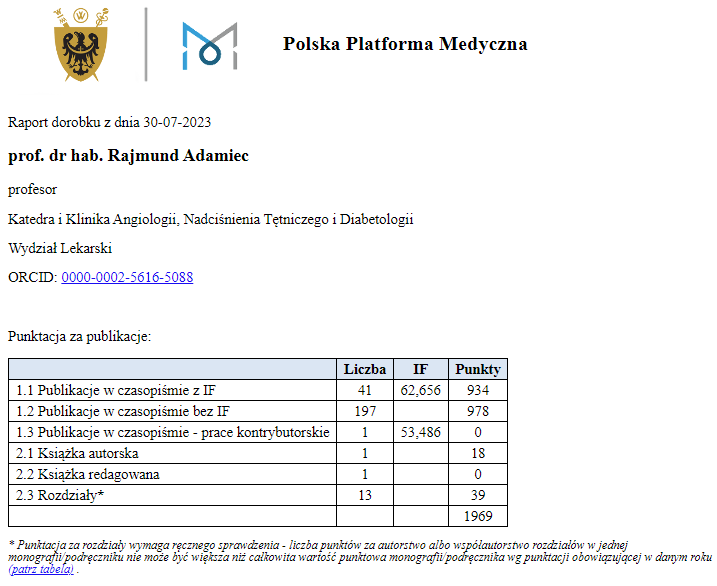 Polska Platforma Medyczna
Raport dorobku z dnia 30-07-2023
prof. dr hab. Rajmund Adamiec
profesor
Katedra i Klinika Angiologii, Nadciśnienia Tętniczego i Diabetologii
Wydział Lekarski
ORCID: 0000-0002-5616-5088
Punktacja za publikacje:
Liczba IF Punkty
1.1 Publikacje w czasopiśmie z IF 41 62,656 934
1.2 Publikacje w czasopiśmie bez IF 197 978
1.3 Publikacje w czasopiśmie - prace kontrybutorskie 1 53,486 0
2.1 Książka autorska 1 18
2.2 Książka redagowana 1 0
2.3 Rozdziały* 13 39
1969
* Punktacja za rozdziały wymaga ręcznego sprawdzenia - liczba punktów za autorstwo albo współautorstwo rozdziałów w jednej
monografii/podręczniku nie może być większa niż całkowita wartość punktowa monografii/podręcznika wg punktacji obowiązującej w danym roku
(patrz tabela) .